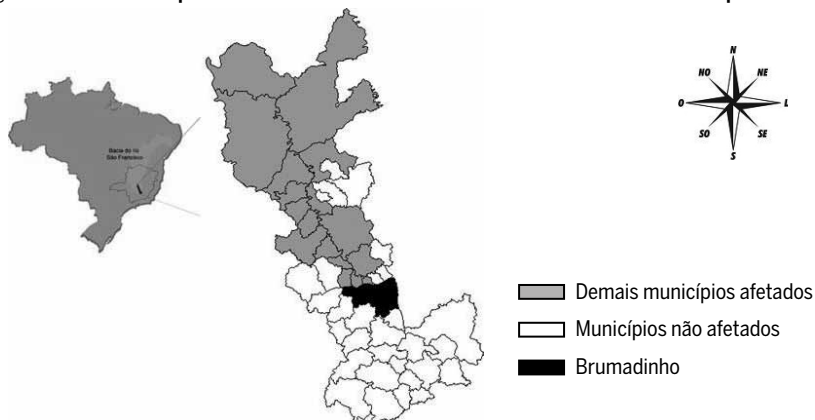 Bacia do rio
São Francisco
N
NO
NE
O
L
SO
SE
S
Demais municípios afetados
Municípios não afetados
Brumadinho